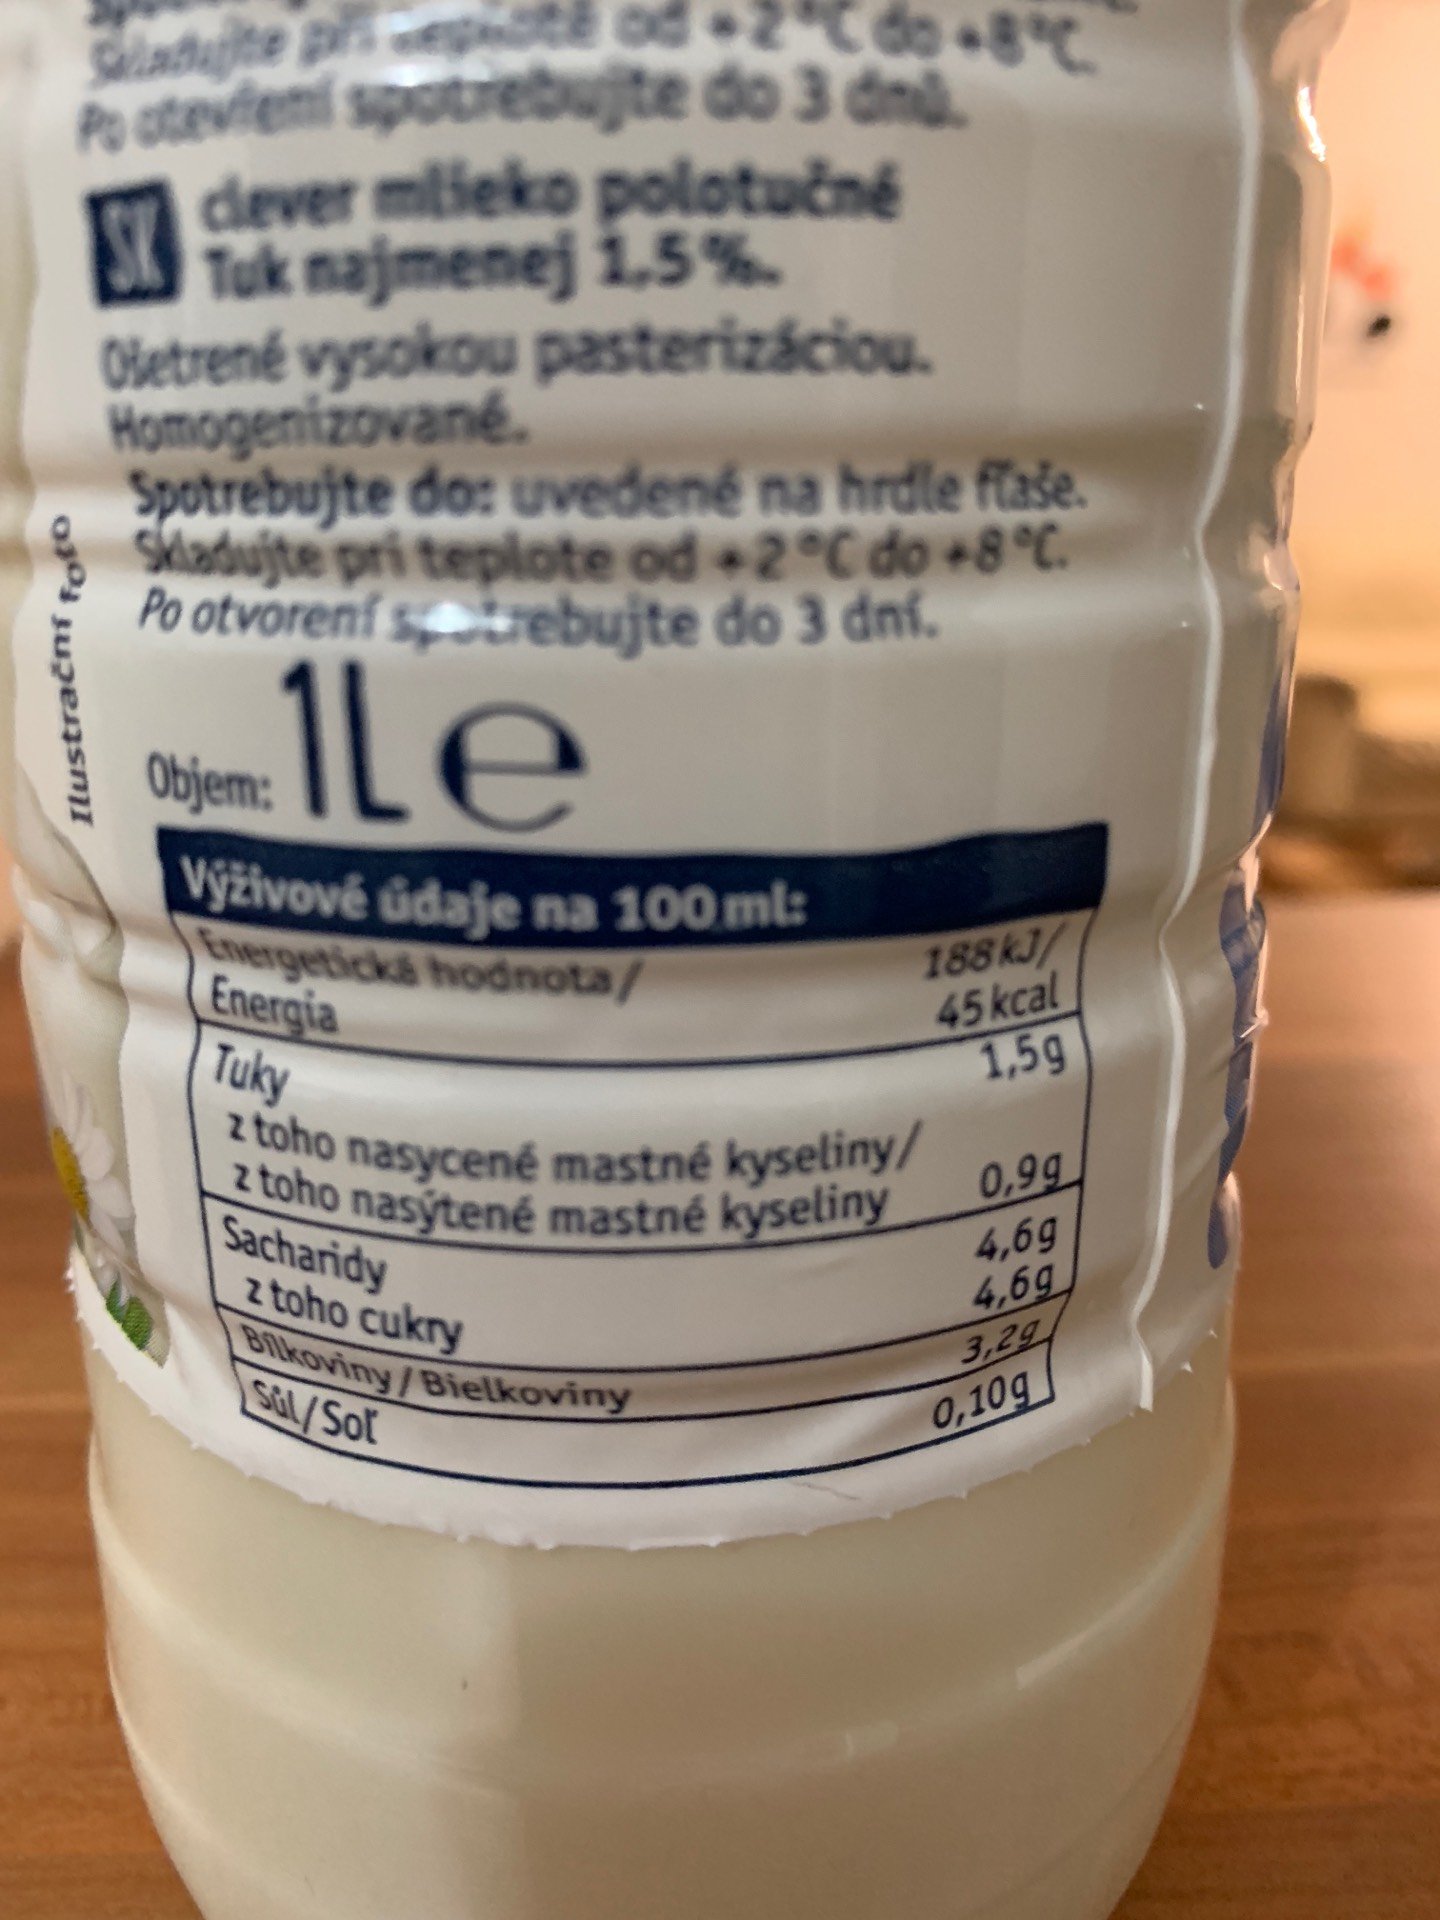 Skladujte při teplotě od +2°C do +8°C.
Po otevření spotřebujte do 3 dnů.
SK clever mlieko polotučné
Tuk najmenej 1,5%.
Ošetrené vysokou pasterizáciou.
Homogenizované.
Spotrebujte do: uvedené na hrdle fľaše.
Skladujte pri teplote od +2°C do +8°C.
Po otvorení spotrebujte do 3 dní.
Ilustrační foto
Objem: 1L e
Výživové údaje na 100 ml:
Energetická hodnota/ 188 kJ/
Energia 45 kcal
Tuky 1,5g
z toho nasycené mastné kyseliny/
z toho nasýtené mastné kyseliny 0,9g
Sacharidy 4,6g
z toho cukry 4,6g
Bílkoviny / Bielkoviny 3,2g
Sůl/Soľ 0,10g